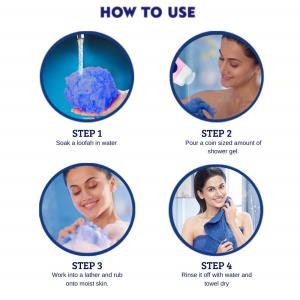 HOW TO USE
STEP 1
Soak a loofah in water
STEP 2
Pour a coin sized amount of
shower gel.
STEP 3
Work into a lather and rub
onto moist skin.
STEP 4
Rinse it off with water and
towel dry